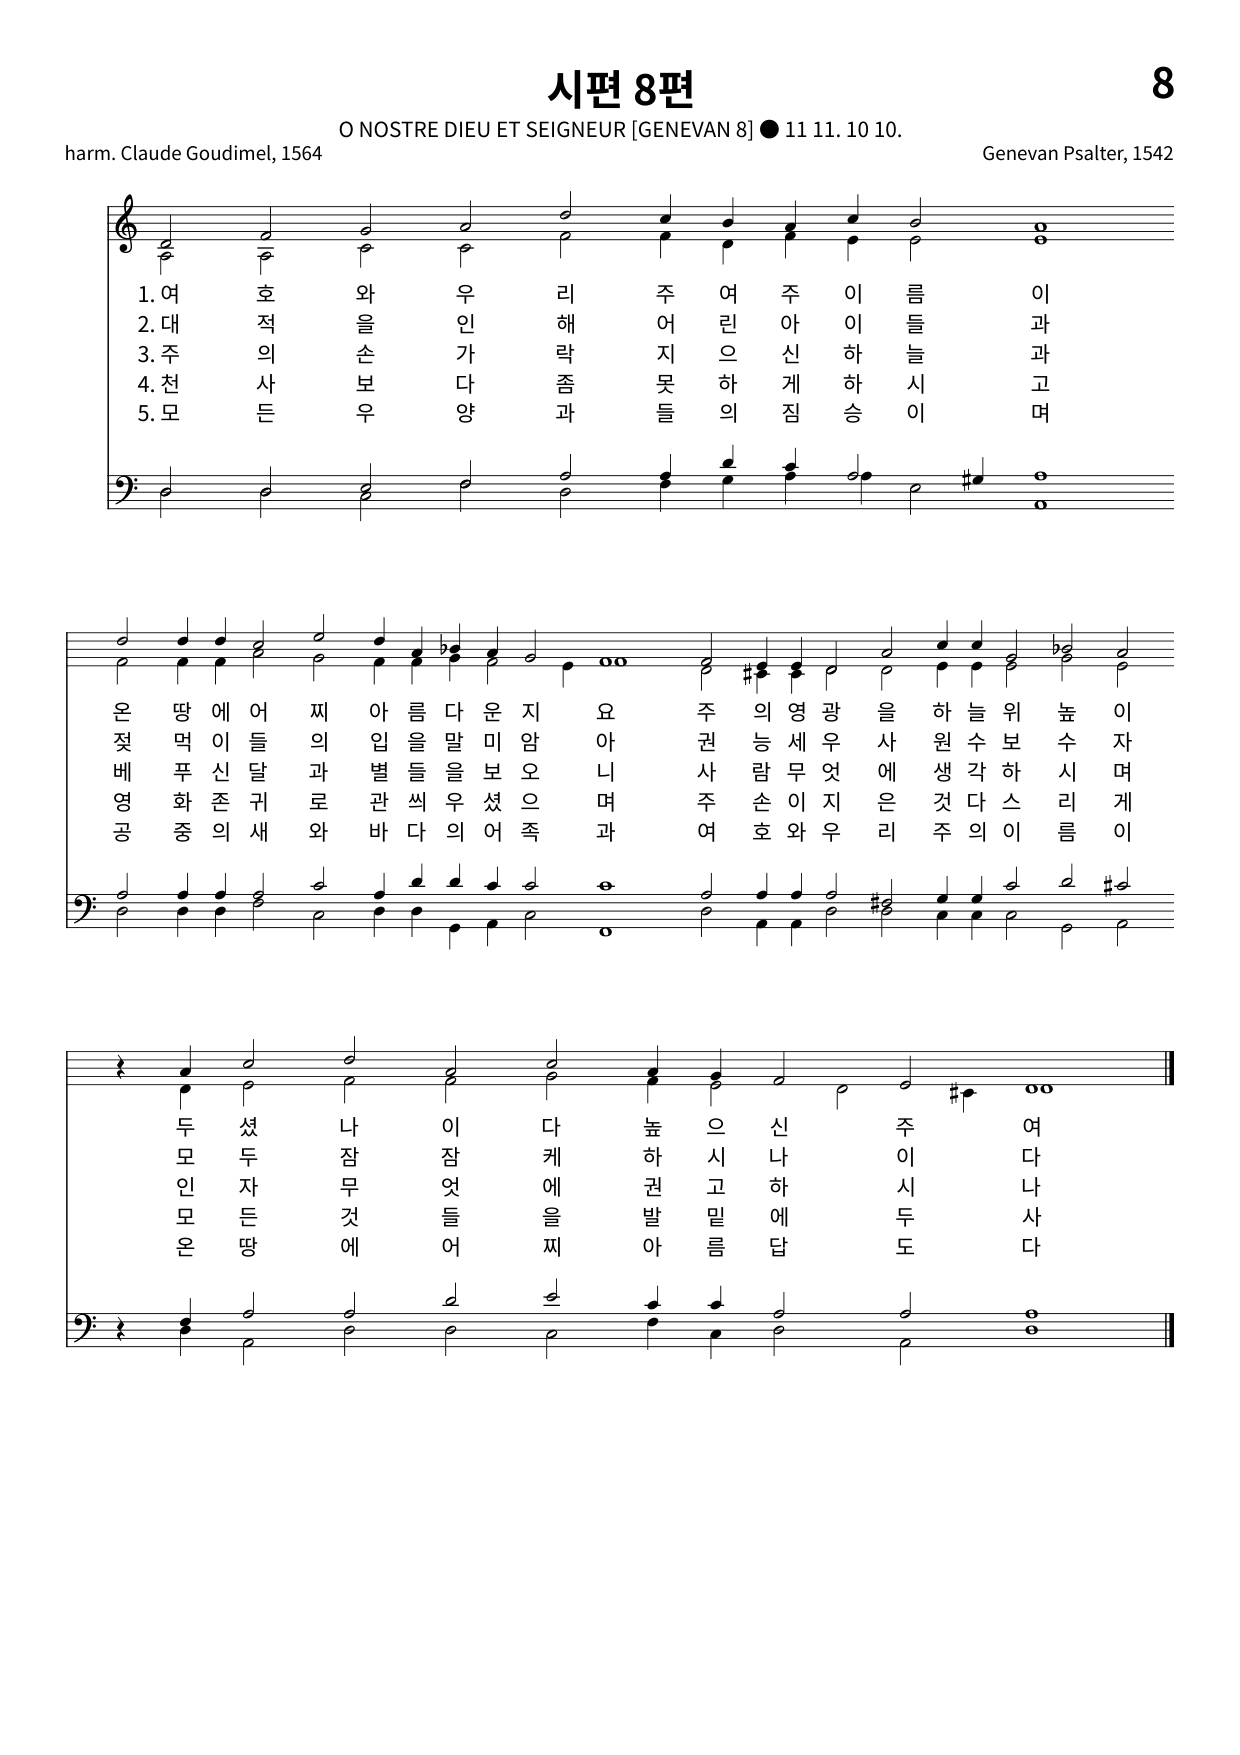 시편 8편
8
O NOSTRE DIEU ET SEIGNEUR [GENEVAN 8] ● 11 11. 10 10.
harm. Claude Goudimel, 1564
Genevan Psalter, 1542
1. 여 호 와 우 리 주 여 주 이 름 이
2. 대 적 을 인 해 어 린 아 이 들 과
3. 주 의 손 가 락 지 으 신 하 늘 과
4. 천 사 보 다 좀 못 하 게 하 시 고
5. 모 든 우 양 과 들 의 짐 승 이 며
온 땅 에 어 찌 아 름 다 운 지 요 주 의 영 광 을 하 늘 위 높 이
젖 먹 이 들 의 입 을 말 미 암 아 권 능 세 우 사 원 수 보 수 자
베 푸 신 달 과 별 들 을 보 오 니 사 람 무 엇 에 생 각 하 시 며
영 화 존 귀 로 관 씌 우 셨 으 며 주 손 이 지 은 것 다 스 리 게
공 중 의 새 와 바 다 의 어 족 과 여 호 와 우 리 주 의 이 름 이
두 셨 나 이 다 높 으 신 주 여
모 두 잠 잠 케 하 시 나 이 다
인 자 무 엇 에 권 고 하 시 나
모 든 것 들 을 발 밑 에 두 사
온 땅 에 어 찌 아 름 답 도 다